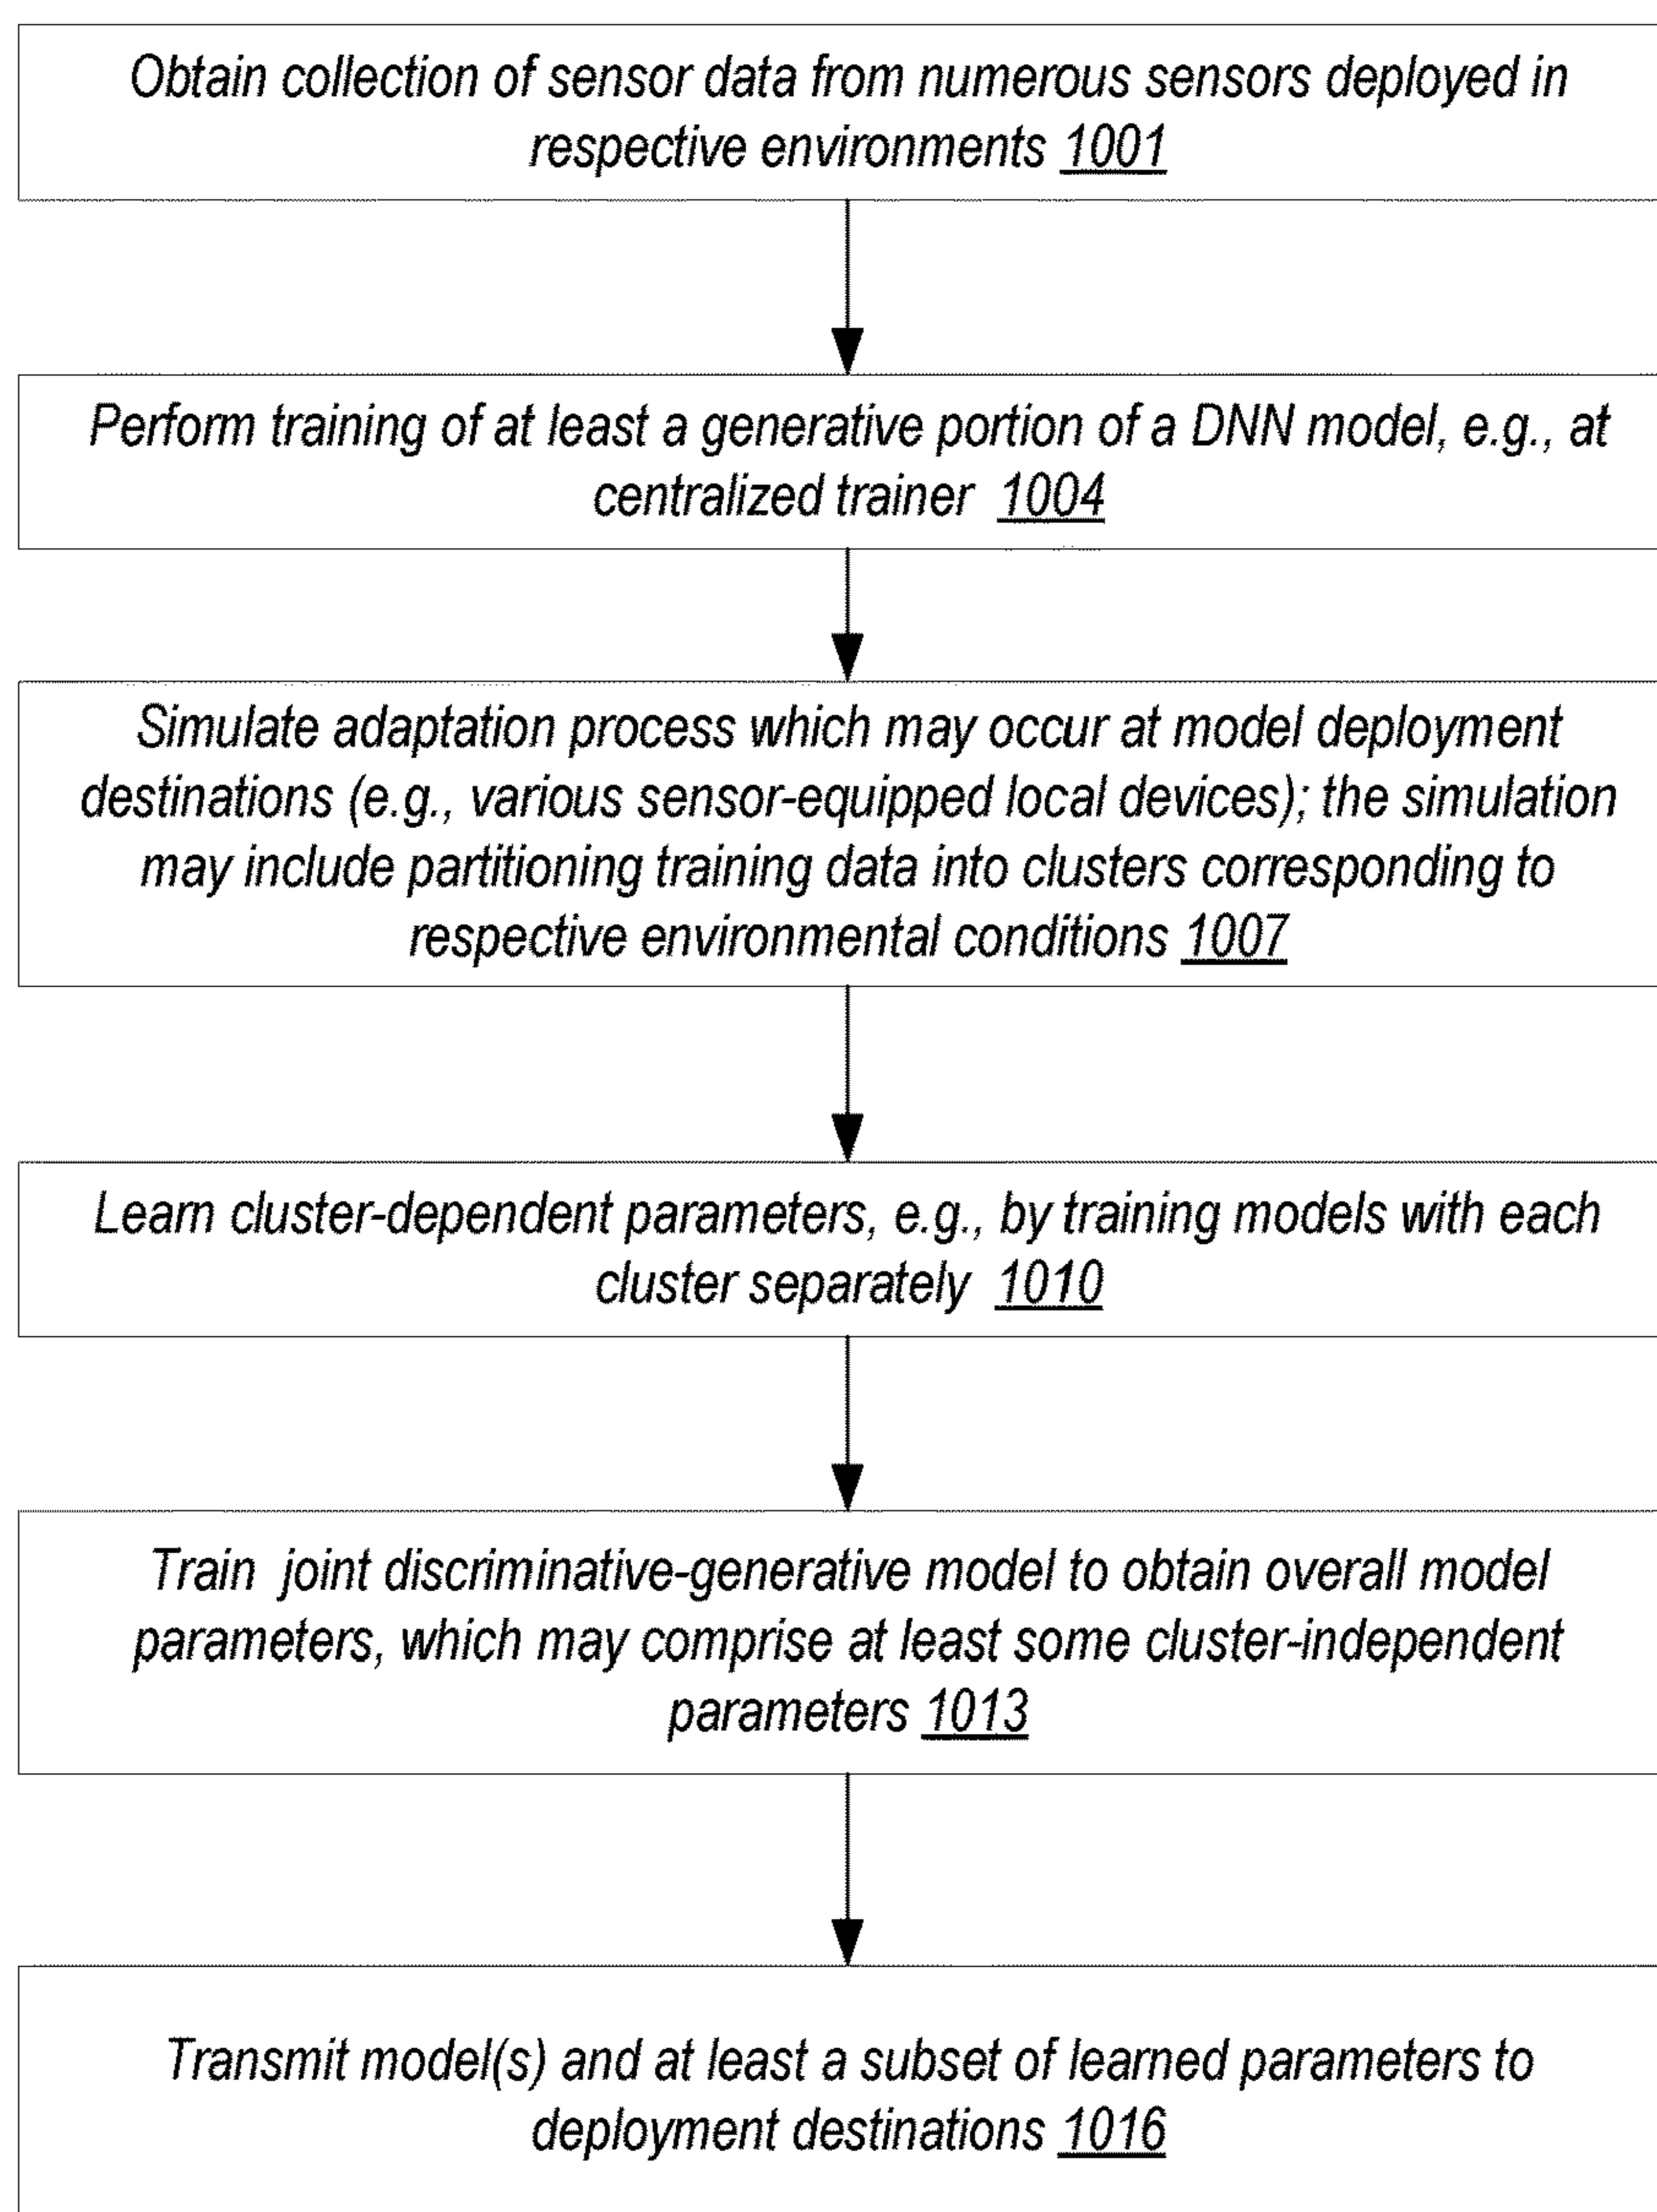 Obtain collection of sensor data from numerous sensors deployed in
respective environments 1001
Perform training of at least a generative portion of a DNN model, e.g., at
centralized trainer 1004
Simulate adaptation process which may occur at model deployment
destinations (e.g., various sensor-equipped local devices); the simulation
may include partitioning training data into clusters corresponding to
respective environmental conditions 1007
Learn cluster-dependent parameters, e.g., by training models with each
cluster separately 1010
Train joint discriminative-generative model to obtain overall model
parameters, which may comprise at least some cluster-independent
parameters 1013
Transmit model(s) and at least a subset of learned parameters to
deployment destinations 1016